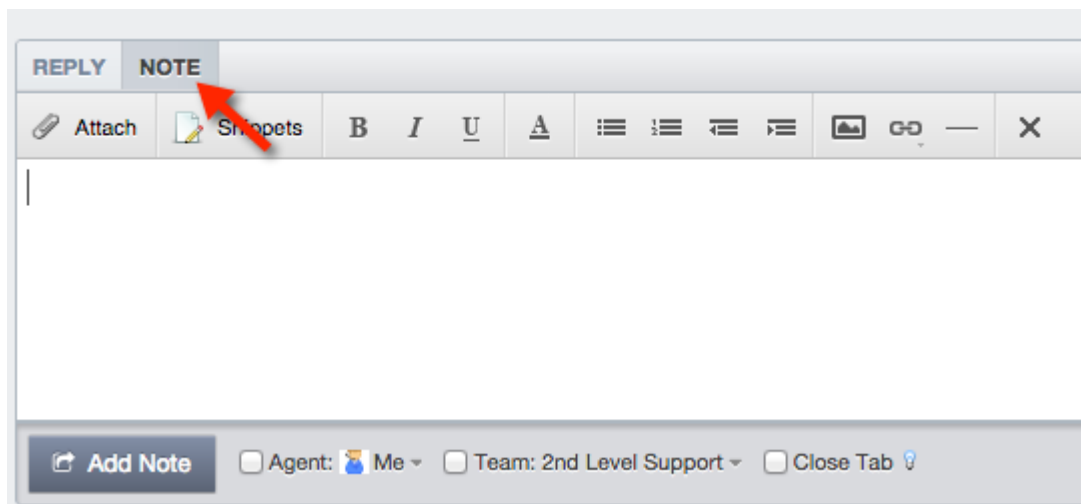 REPLY NOTE
Attach Snippets B I U A
Add Note Agent: Me Team: 2nd Level Support Close Tab